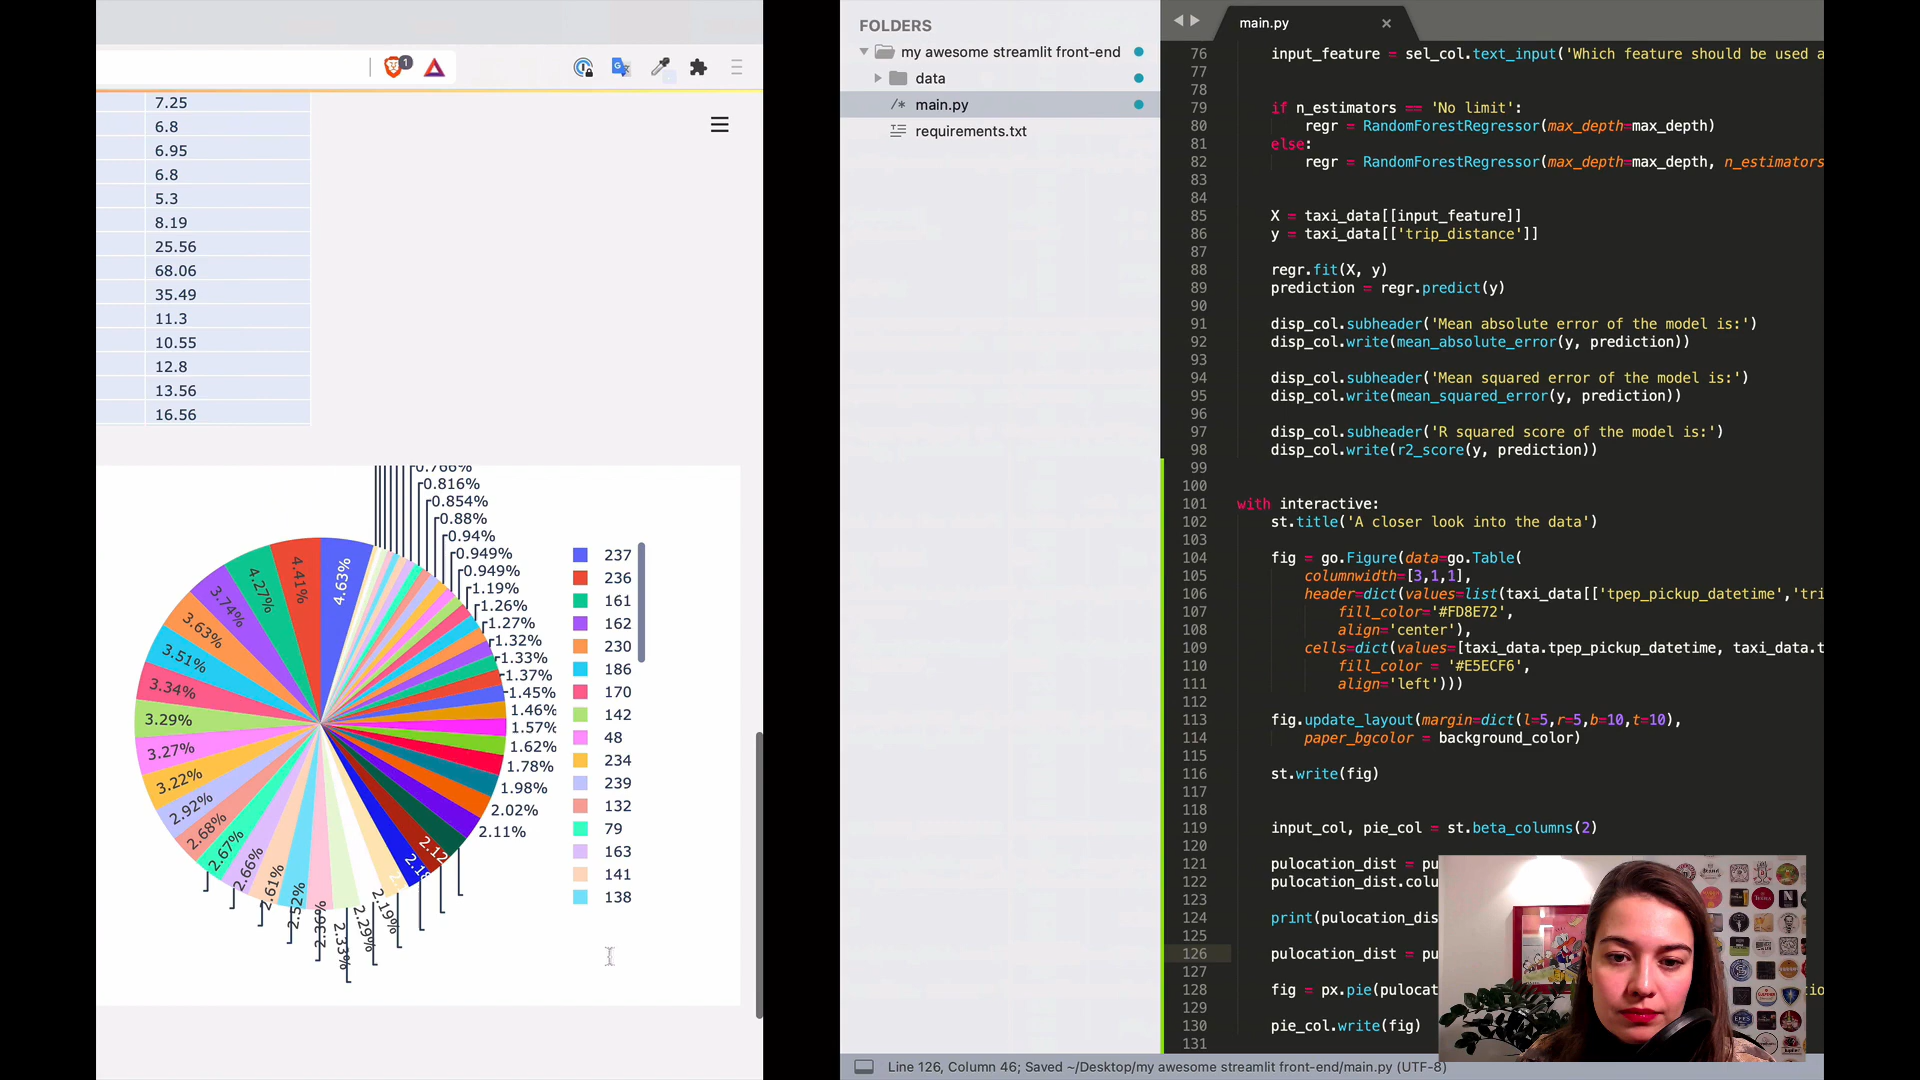 1
7.25
6.8
6.95
6.8
5.3
8.19
25.56
68.06
35.49
11.3
10.55
12.8
13.56
16.56
0.766%
0.816%
0.854%
0.88%
0.94%
0.949%
0.949%
1.19%
1.26%
1.27%
1.32%
1.33%
1.37%
1.45%
1.46%
1.57%
1.62%
1.78%
1.98%
2.02%
2.11%
2.19%
2.29%
2.33%
2.52%
2.61%
2.66%
2.67%
2.68%
2.92%
3.22%
3.27%
3.29%
3.34%
3.51%
3.63%
3.74%
4.27%
4.41%
4.63%
237
236
161
162
230
186
170
142
48
234
239
132
79
163
141
138
FOLDERS
my awesome streamlit front-end
data
/* main.py
requirements.txt
main.py ×
76 input_feature = sel_col.text_input('Which feature should be used a
77
78
79 if n_estimators == 'No limit':
80 regr = RandomForestRegressor(max_depth=max_depth)
81 else:
82 regr = RandomForestRegressor(max_depth=max_depth, n_estimators
83
84
85 X = taxi_data[[input_feature]]
86 y = taxi_data[['trip_distance']]
87
88 regr.fit(X, y)
89 prediction = regr.predict(y)
90
91 disp_col.subheader('Mean absolute error of the model is:')
92 disp_col.write(mean_absolute_error(y, prediction))
93
94 disp_col.subheader('Mean squared error of the model is:')
95 disp_col.write(mean_squared_error(y, prediction))
96
97 disp_col.subheader('R squared score of the model is:')
98 disp_col.write(r2_score(y, prediction))
99
100
101 with interactive:
102 st.title('A closer look into the data')
103
104 fig = go.Figure(data=go.Table(
105 columnwidth=[3,1,1],
106 header=dict(values=list(taxi_data[['tpep_pickup_datetime','tri
107 fill_color='#FD8E72',
108 align='center'),
109 cells=dict(values=[taxi_data.tpep_pickup_datetime, taxi_data.t
110 fill_color = '#E5ECF6',
111 align='left')))
112
113 fig.update_layout(margin=dict(l=5,r=5,b=10,t=10),
114 paper_bgcolor = background_color)
115
116 st.write(fig)
117
118
119 input_col, pie_col = st.beta_columns(2)
120
121 pulocation_dist = pu
122 pulocation_dist.colu
123
124 print(pulocation_dis
125
126 pulocation_dist = pu
127
128 fig = px.pie(pulocat
129
130 pie_col.write(fig)
131
Line 126, Column 46; Saved ~/Desktop/my awesome streamlit front-end/main.py (UTF-8)